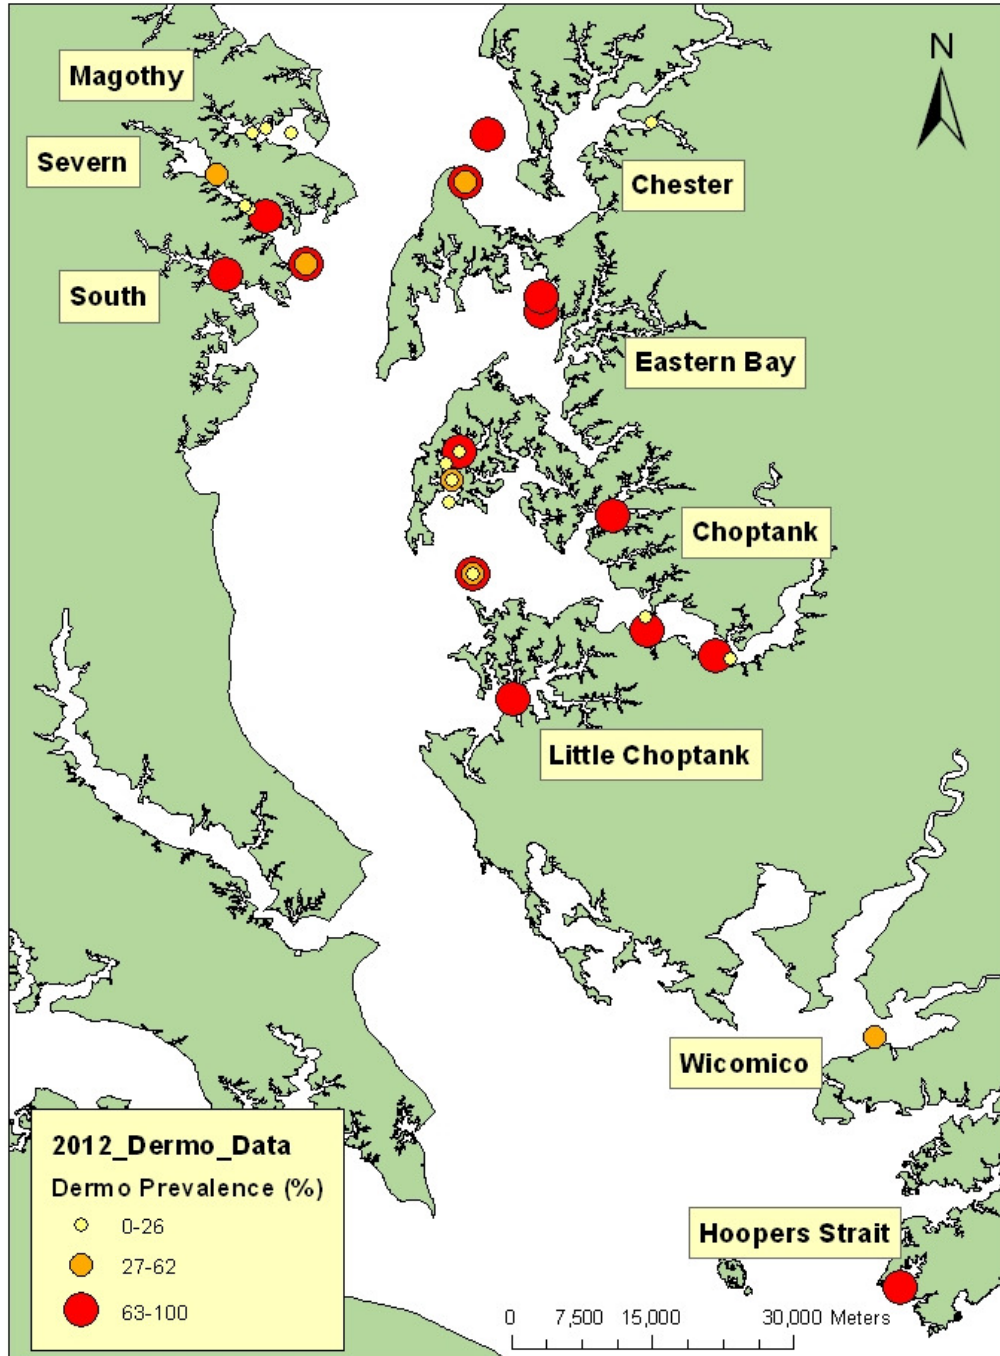 N
Magothy
Severn
Chester
South
Eastern Bay
Choptank
Little Choptank
Wicomico
Hoopers Strait
2012_Dermo_Data
Dermo Prevalence (%)
0-26
27-62
63-100
0 7,500 15,000 30,000 Meters